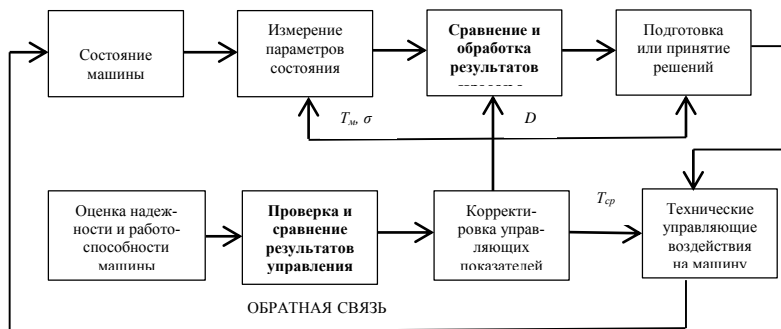 Состояние
машины
Измерение
параметров
состояния
Сравнение и
обработка
результатов
Подготовка
или принятие
решений
Tм, σ
D
Оценка надеж-
ности и работо-
способности
машины
Проверка и
сравнение
результатов
управления
Корректи-
ровка управ-
ляющих
показателей
Tср
Технические
управляющие
воздействия
на машину
ОБРАТНАЯ СВЯЗЬ